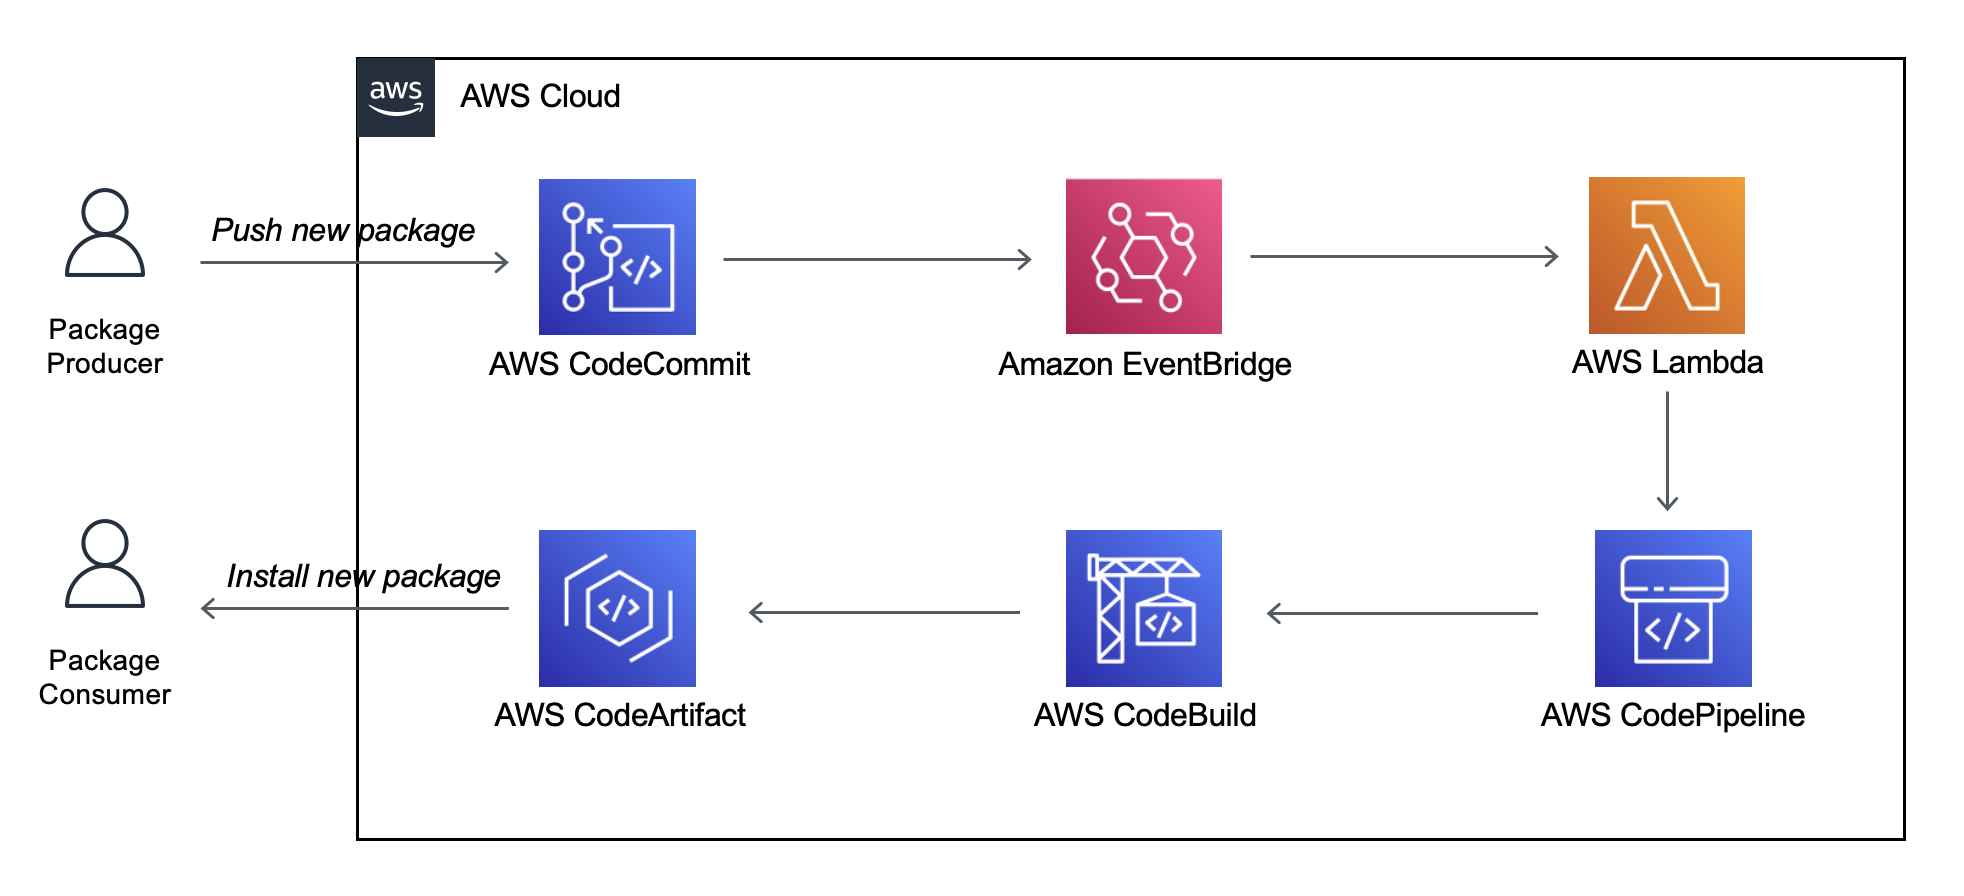 aws
AWS Cloud
Push new package
Package
Producer
AWS CodeCommit
Amazon EventBridge
AWS Lambda
Install new package
Package
Consumer
AWS CodeArtifact
AWS CodeBuild
AWS CodePipeline